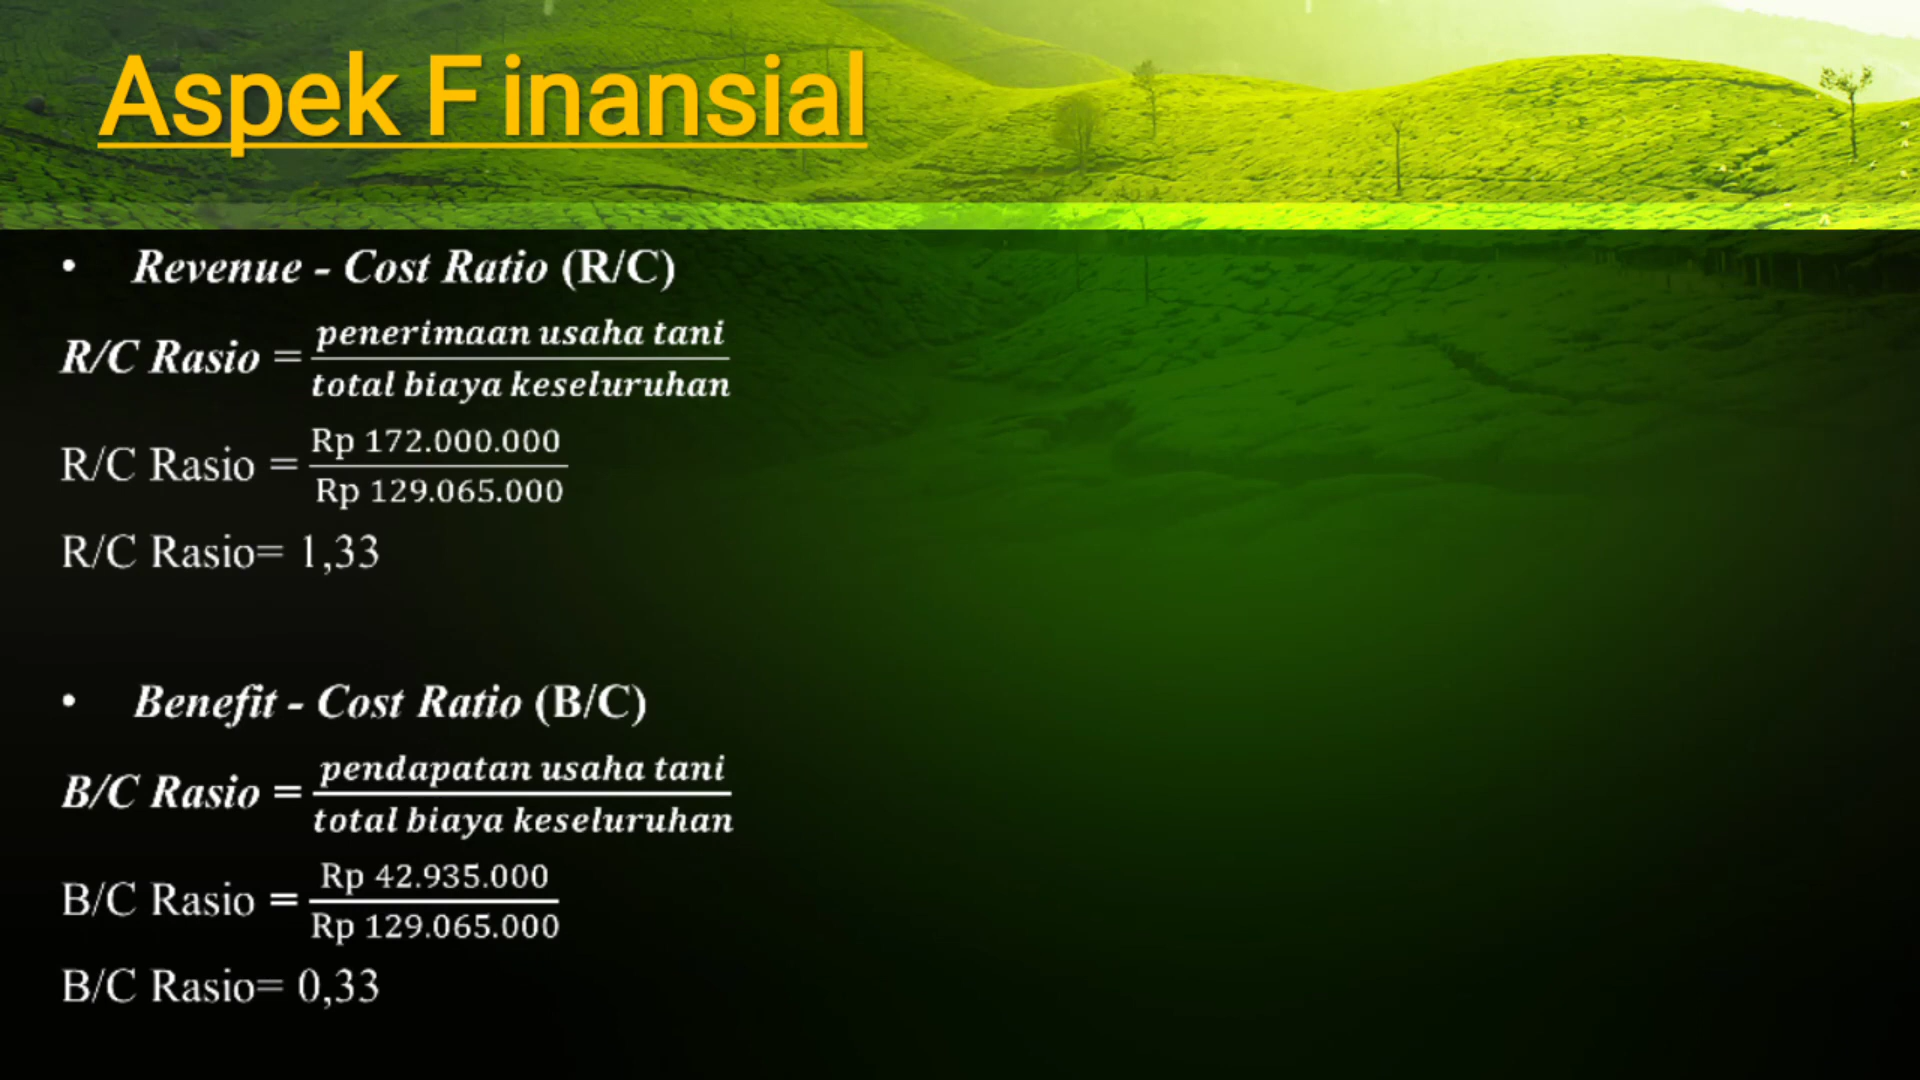 Aspek Finansial
• Revenue - Cost Ratio (R/C)
R/C Rasio = penerimaan usaha tani / total biaya keseluruhan
R/C Rasio = Rp 172.000.000 / Rp 129.065.000
R/C Rasio= 1,33
• Benefit - Cost Ratio (B/C)
B/C Rasio = pendapatan usaha tani / total biaya keseluruhan
B/C Rasio = Rp 42.935.000 / Rp 129.065.000
B/C Rasio= 0,33